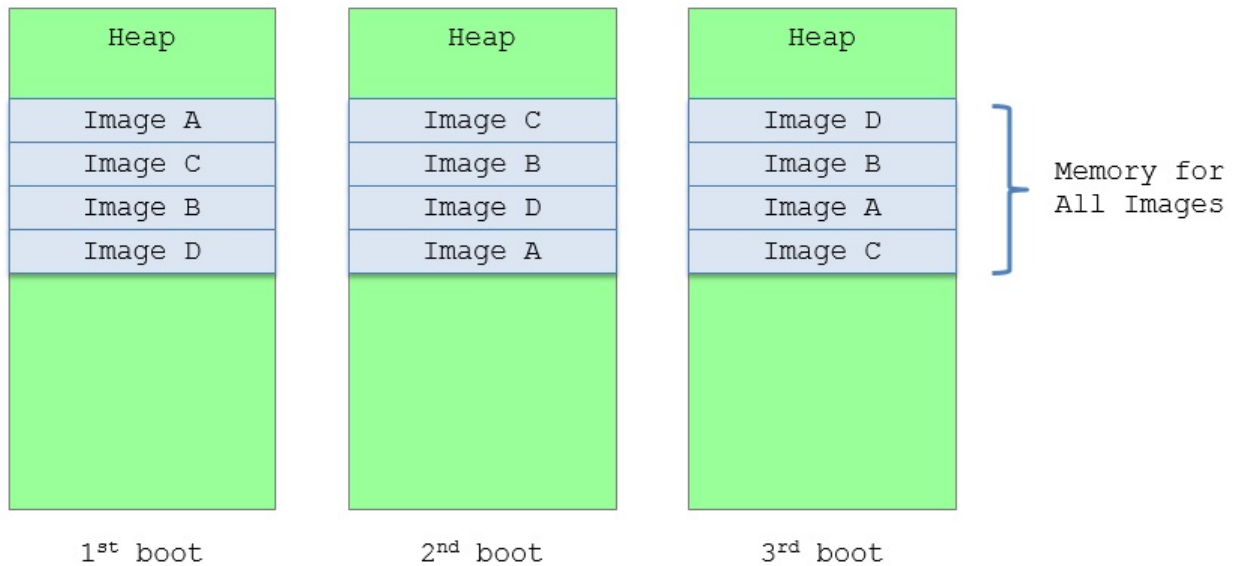 Heap
Image A
Image C
Image B
Image D
1st boot
Heap
Image C
Image B
Image D
Image A
2nd boot
Heap
Image D
Image B
Image A
Image C
3rd boot
Memory for
All Images